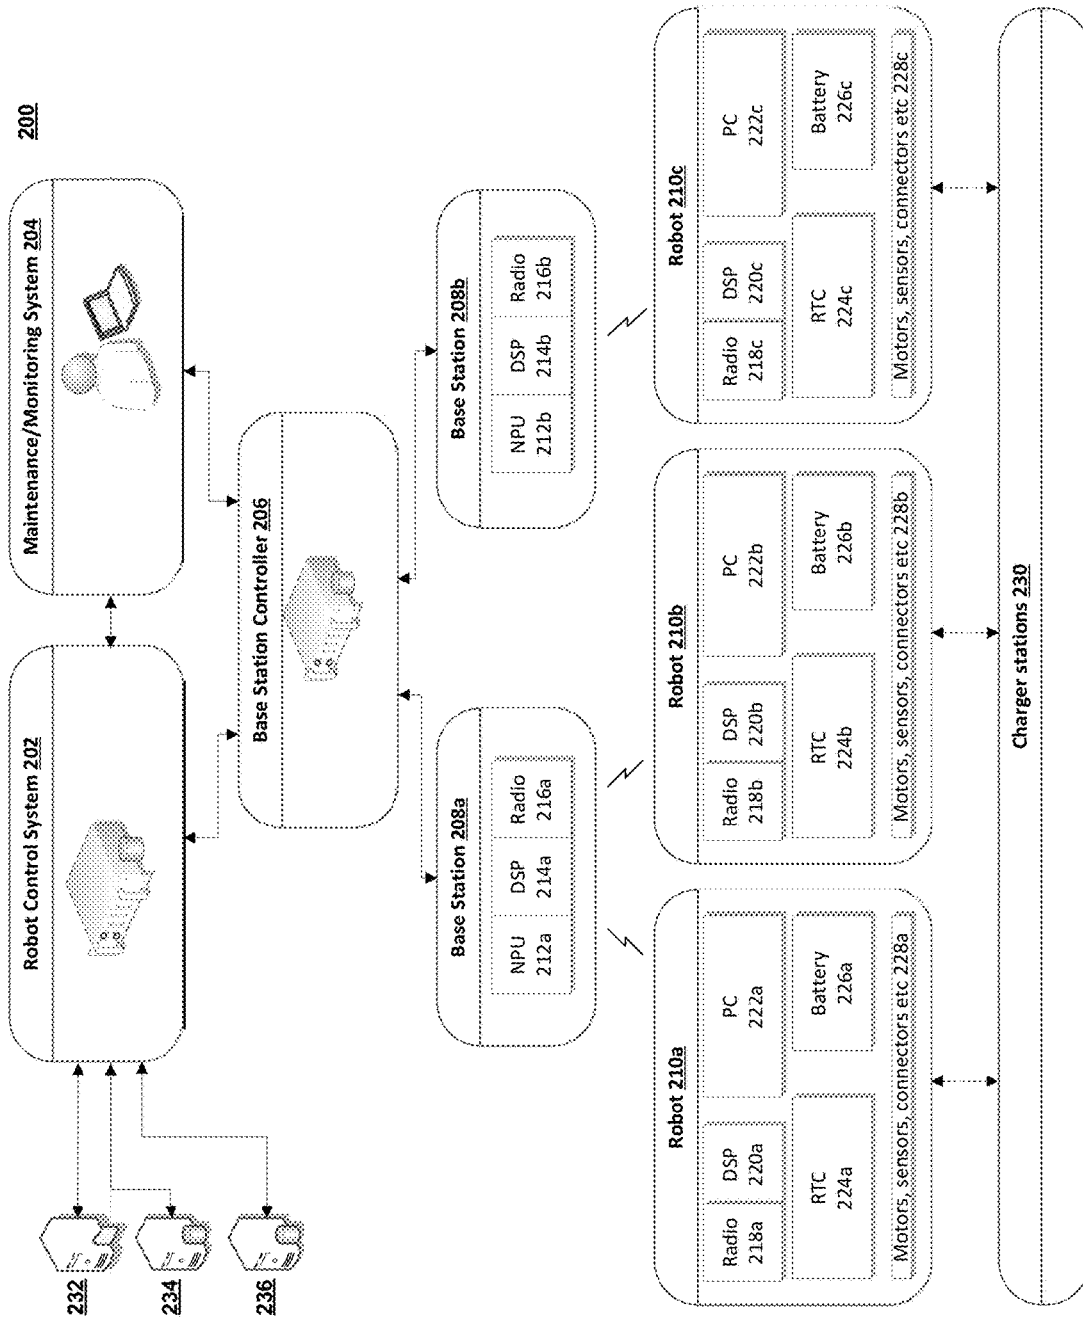 200
Robot Control System 202
Maintenance/Monitoring System 204
232
234
236
Base Station Controller 206
Base Station 208a
NPU
212a
DSP
214a
Radio
216a
Base Station 208b
NPU
212b
DSP
214b
Radio
216b
Robot 210a
Radio
218a
DSP
220a
PC
222a
RTC
224a
Battery
226a
Motors, sensors, connectors etc 228a
Robot 210b
Radio
218b
DSP
220b
PC
222b
RTC
224b
Battery
226b
Motors, sensors, connectors etc 228b
Robot 210c
Radio
218c
DSP
220c
PC
222c
RTC
224c
Battery
226c
Motors, sensors, connectors etc 228c
Charger stations 230